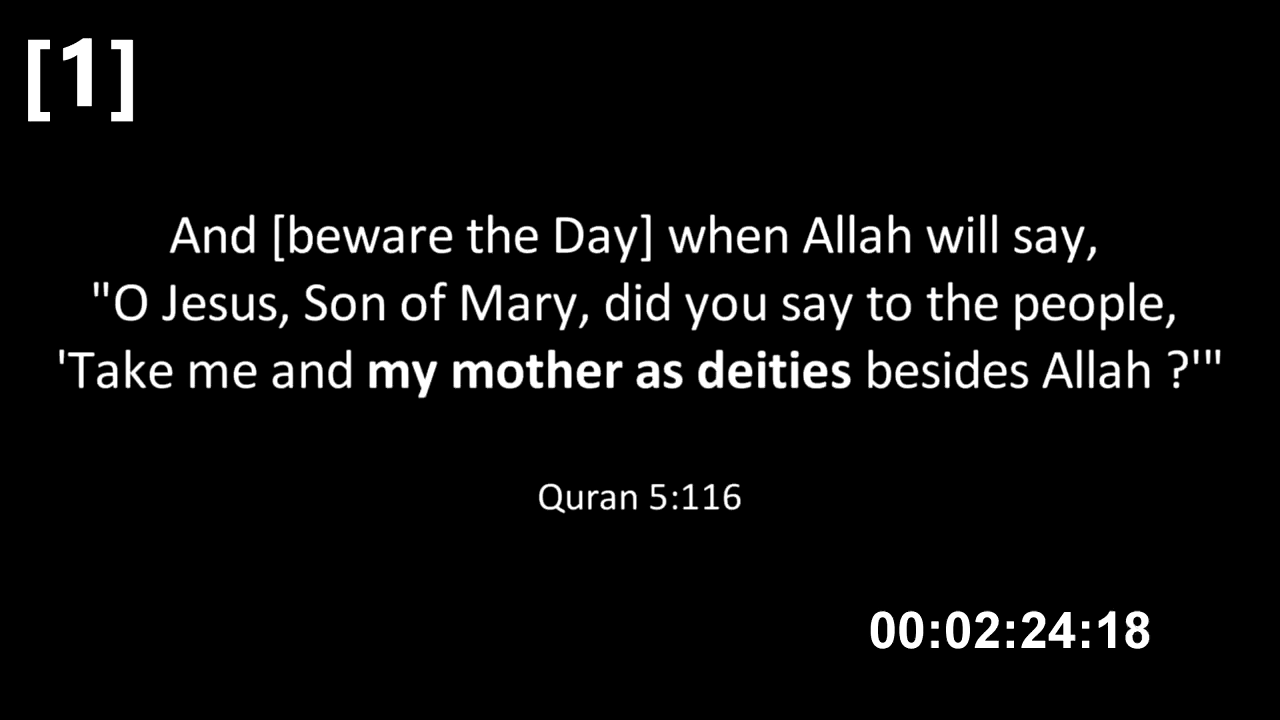 [1]
And [beware the Day] when Allah will say,
"O Jesus, Son of Mary, did you say to the people,
'Take me and my mother as deities besides Allah ?'"
Quran 5:116
00:02:24:18